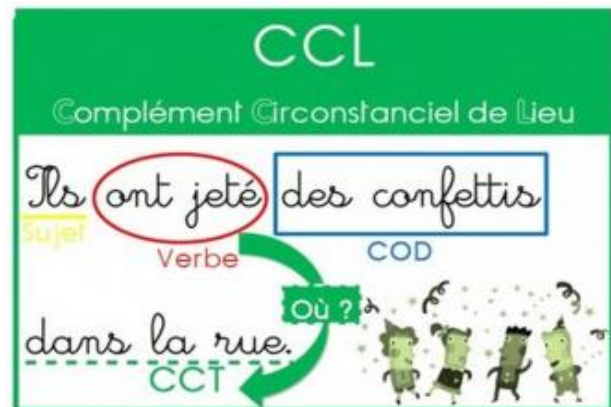 CCL
Complément Circonstanciel de Lieu
Ils ont jeté des confettis
Sujet
Verbe
COD
Où ?
dans la rue.
CCT